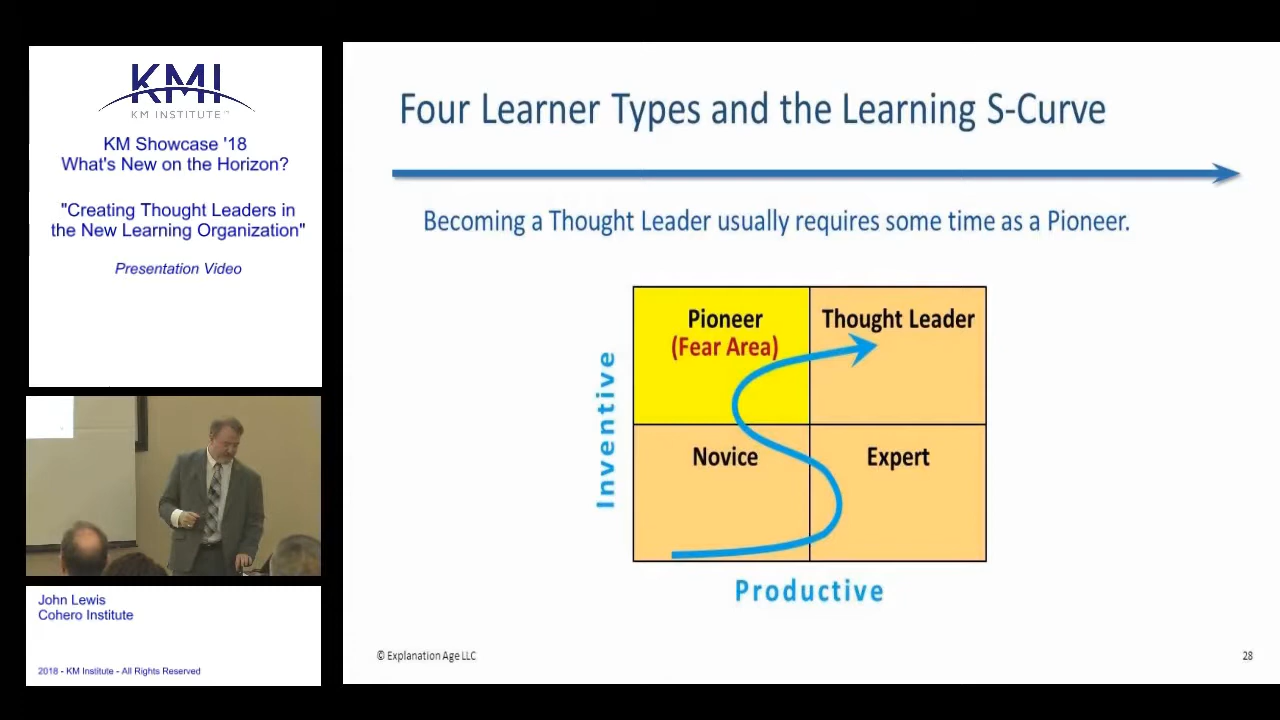 KMI
KM INSTITUTE™
KM Showcase '18
What's New on the Horizon?
"Creating Thought Leaders in
the New Learning Organization"
Presentation Video
John Lewis
Cohero Institute
2018 - KM Institute - All Rights Reserved
Four Learner Types and the Learning S-Curve
Becoming a Thought Leader usually requires some time as a Pioneer.
Inventive
Pioneer
(Fear Area)
Thought Leader
Novice
Expert
Productive
© Explanation Age LLC
28